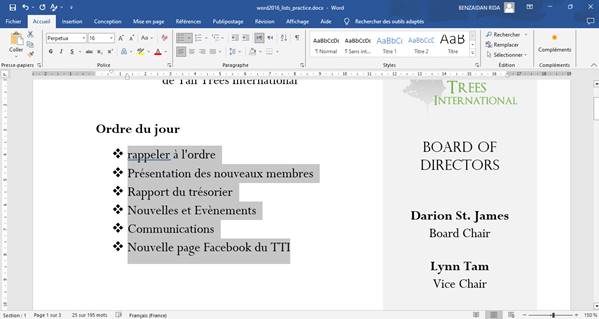 word2016_lists_practice.docx - Word
BENZAIDAN RIDA
Fichier Accueil Insertion Création Mise en page Références Publipostage Révision Affichage Aide Rechercher des outils adaptés
Coller
Perpetua 16
AaBbCcDc AaBbCcDc AaBbC AaBbCcC AaBbCcD
¶ Normal ¶ Sans int... Titre 1 Titre 2 Titre
Rechercher
Remplacer
Sélectionner
Compléments
Presse-papiers Police Paragraphe Styles Édition Compléments
de Tall Trees International
Ordre du jour
❖ rappeler à l'ordre
❖ Présentation des nouveaux membres
❖ Rapport du trésorier
❖ Nouvelles et Evènements
❖ Communications
❖ Nouvelle page Facebook du TTI
TREES
INTERNATIONAL
BOARD OF
DIRECTORS
Darion St. James
Board Chair
Lynn Tam
Vice Chair
Section : 1 Page 1 sur 3 25 sur 195 mots Français (France) 150 %